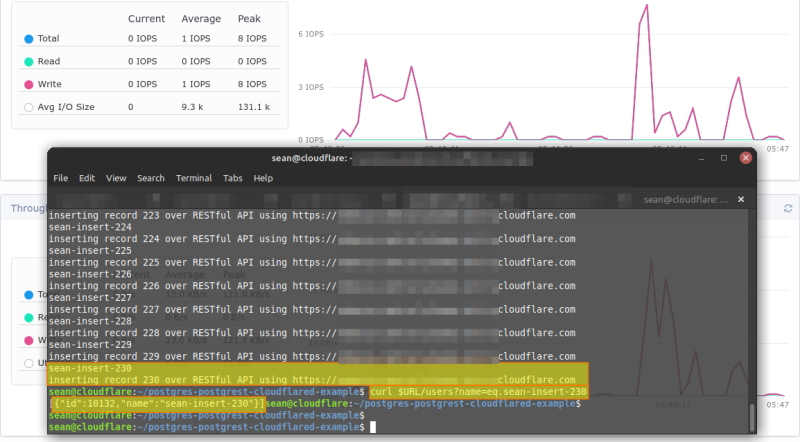 Current Average Peak
Total 0 IOPS 1 IOPS 8 IOPS
Read 0 IOPS 0 IOPS 0 IOPS
Write 0 IOPS 1 IOPS 8 IOPS
Avg I/O Size 0 9.3 k 131.1 k
6 IOPS
3 IOPS
0 IOPS
05:47
sean@cloudflare: ~
File Edit View Search Terminal Tabs Help
sean@cloudflare: ...
Through
inserting record 223 over RESTful API using https:// cloudflare.com
sean-insert-224
inserting record 224 over RESTful API using https:// cloudflare.com
sean-insert-225
inserting record 225 over RESTful API using https:// cloudflare.com
sean-insert-226
inserting record 226 over RESTful API using https:// cloudflare.com
sean-insert-227
inserting record 227 over RESTful API using https:// cloudflare.com
sean-insert-228
inserting record 228 over RESTful API using https:// cloudflare.com
sean-insert-229
inserting record 229 over RESTful API using https:// cloudflare.com
sean-insert-230
inserting record 230 over RESTful API using https:// cloudflare.com
sean@cloudflare:~/postgres-postgrest-cloudflared-example$ curl $URL/users?name=eq.sean-insert-230
[{"id":10132,"name":"sean-insert-230"}]sean@cloudflare:~/postgres-postgrest-cloudflared-example$
sean@cloudflare:~/postgres-postgrest-cloudflared-example$
sean@cloudflare:~/postgres-postgrest-cloudflared-example$
05:47